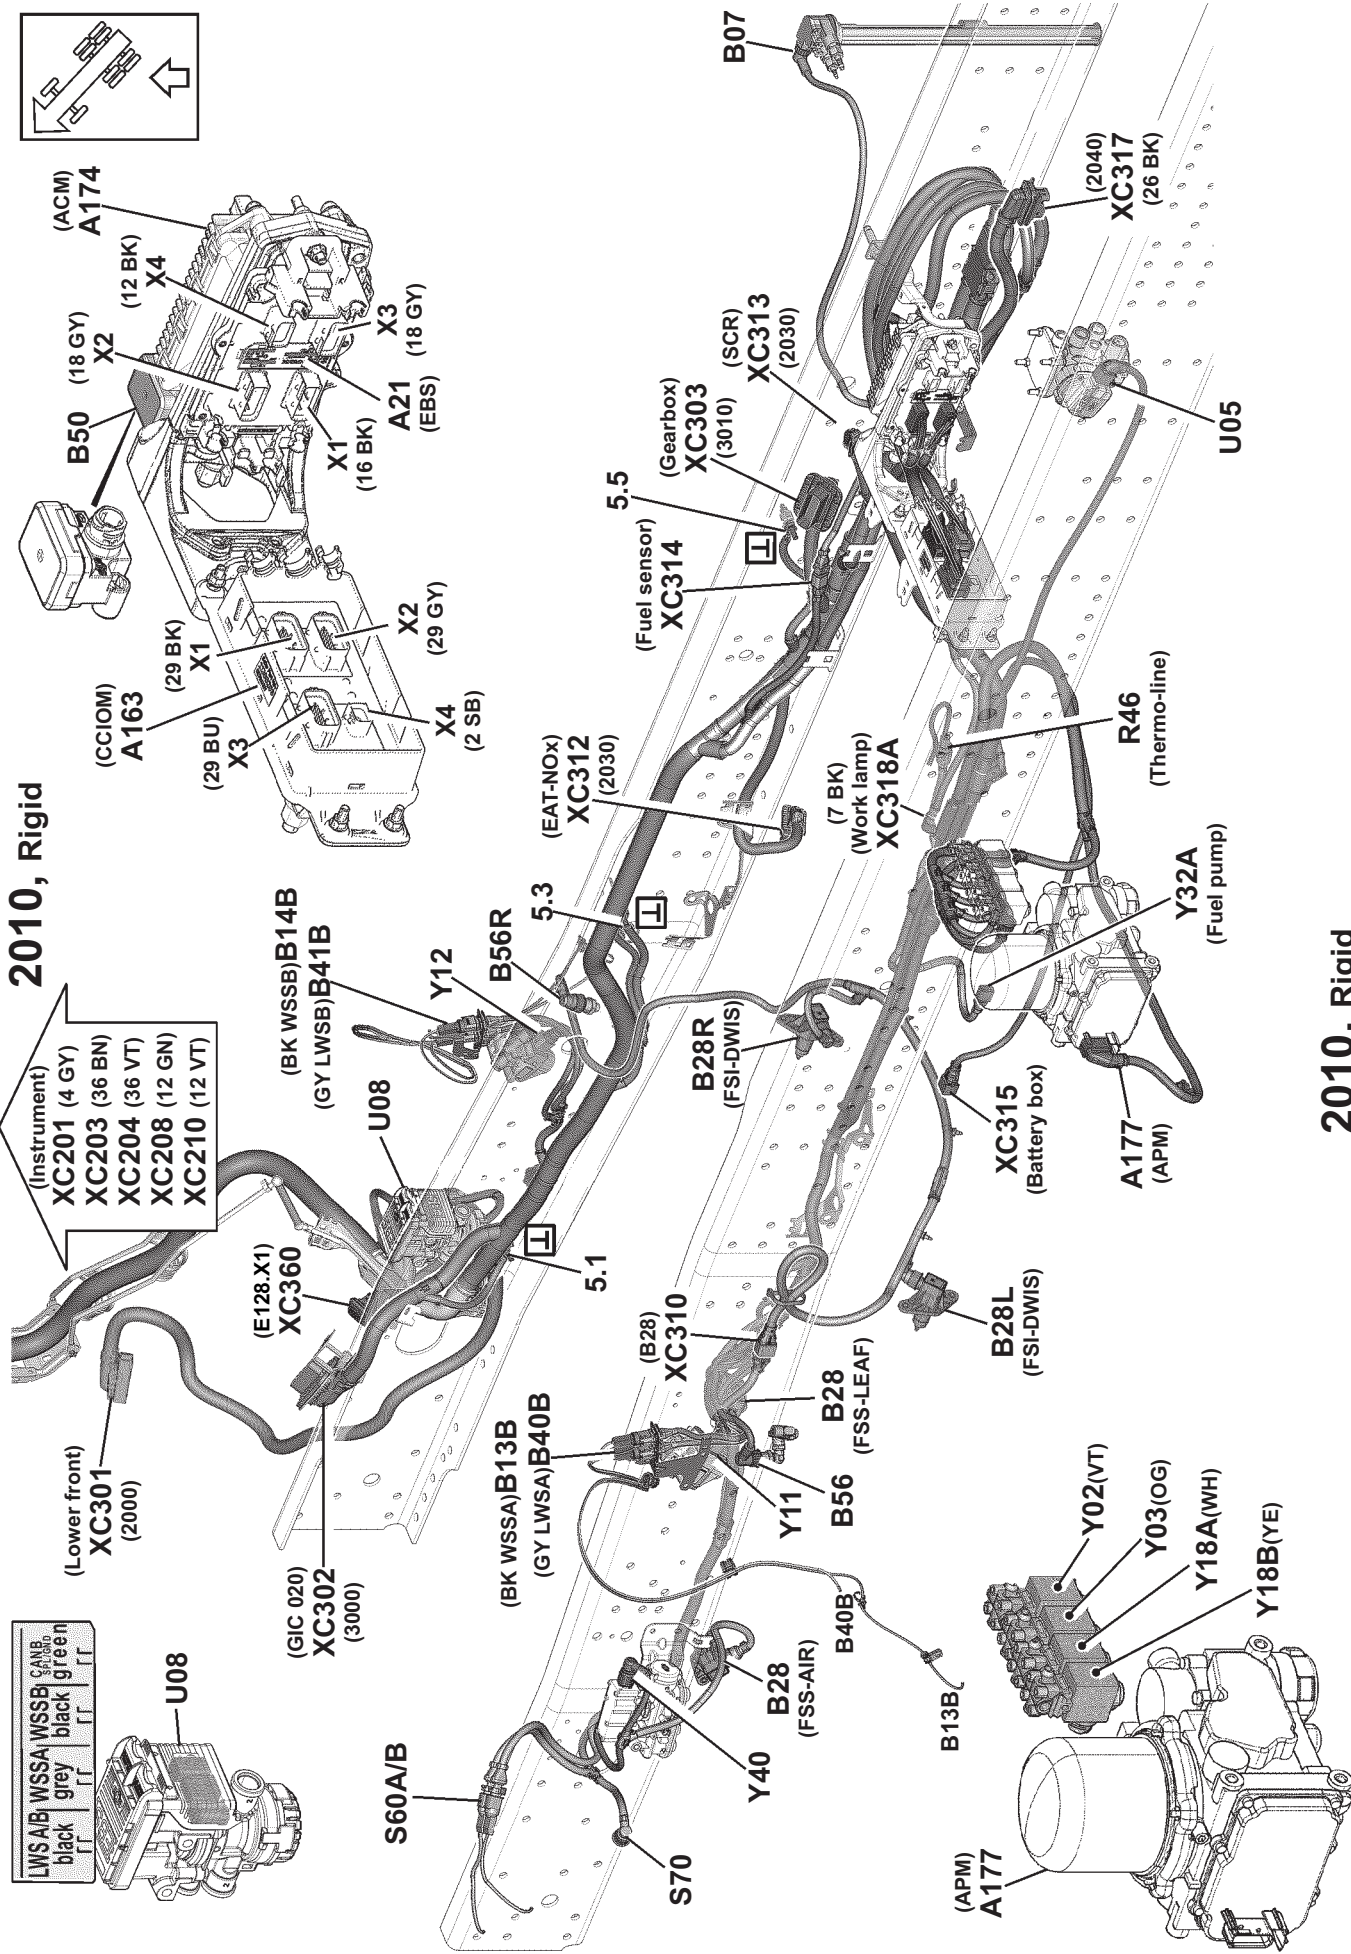 2010, Rigid
(Instrument)
XC201 (4 GY)
XC203 (36 BN)
XC204 (36 VT)
XC208 (12 GN)
XC210 (12 VT)
LWS A/B WSSA WSSB CAN B
SPL/GND
black grey black green
U08
(Lower front)
XC301
(2000)
(GIC 020)
XC302
(3000)
(E128.X1)
XC360
U08
5.1
T
(BK WSSB)B14B
(GY LWSB)B41B
Y12
B56R
5.3
T
(CCIOM)
A163
(29 BK)
X1
(29 BU)
X3
X2
(29 GY)
X4
(2 SB)
B50
(18 GY)
X2
(12 BK)
X4
(ACM)
A174
X1
(16 BK)
A21
(EBS)
X3
(18 GY)
(EAT-NOx)
XC312
(2030)
(Fuel sensor)
XC314
T
5.5
(Gearbox)
XC303
(3010)
(SCR)
XC313
(2030)
B07
(2040)
XC317
(26 BK)
U05
(7 BK)
(Work lamp)
XC318A
R46
(Thermo-line)
Y32A
(Fuel pump)
B28R
(FSI-DWIS)
XC315
(Battery box)
A177
(APM)
B28L
(FSI-DWIS)
(B28)
XC310
B28
(FSS-LEAF)
(BK WSSA)B13B
(GY LWSA)B40B
Y11
B56
B40B
B13B
B28
(FSS-AIR)
Y40
S60A/B
S70
(APM)
A177
Y02(VT)
Y03(OG)
Y18A(WH)
Y18B(YE)
2010, Rigid